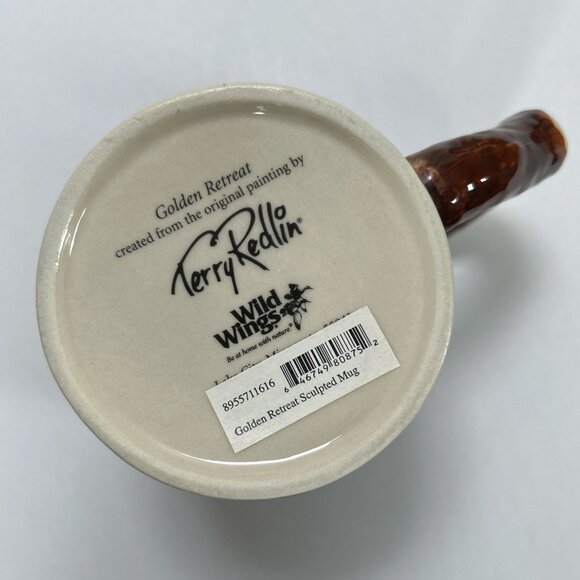 Golden Retreat
created from the original painting by
Terry Redlin®
Wild
Wings®
Be at home with nature.®
8955711616
6 46749 80875 2
Golden Retreat Sculpted Mug